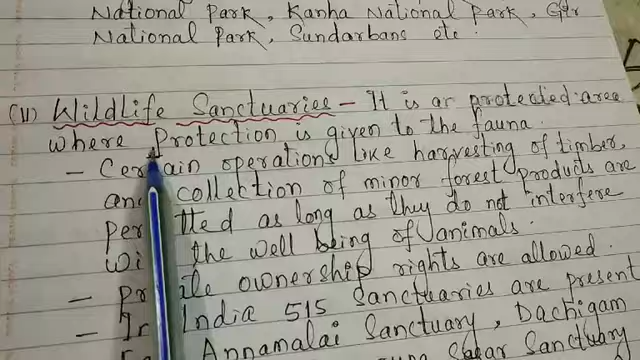 National Park, Kanha National Park, Gir
National Park, Sundarbans etc.
(ii) Wildlife Sanctuaries - It is a protected area
where Protection is given to the fauna.
- Certain operations like harvesting of timber,
collection of minor forest products are
as long as they do not interfere
the well being of animals.
- ownership rights are allowed.
- India 515 Sanctuaries are present
Annamalai Sanctuary, Dachigam
Sanctuary